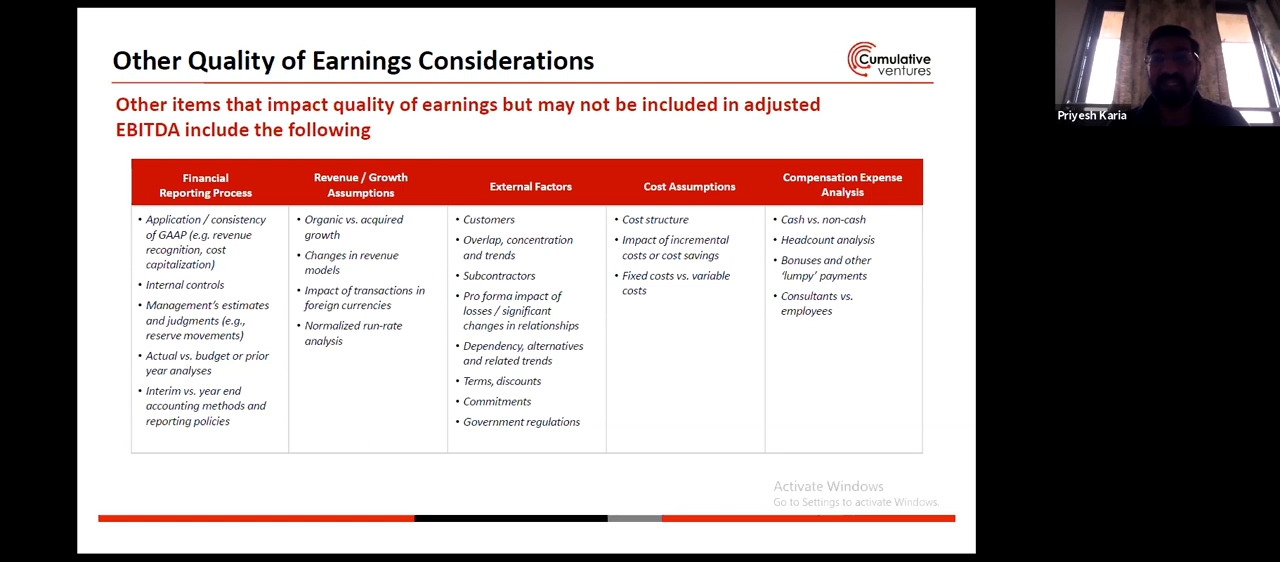 Other Quality of Earnings Considerations
Cumulative
ventures
Other items that impact quality of earnings but may not be included in adjusted
EBITDA include the following
Financial
Reporting Process
Revenue / Growth
Assumptions
External Factors
Cost Assumptions
Compensation Expense
Analysis
• Application / consistency
of GAAP (e.g. revenue
recognition, cost
capitalization)
• Internal controls
• Management's estimates
and judgments (e.g.,
reserve movements)
• Actual vs. budget or prior
year analyses
• Interim vs. year end
accounting methods and
reporting policies
• Organic vs. acquired
growth
• Changes in revenue
models
• Impact of transactions in
foreign currencies
• Normalized run-rate
analysis
• Customers
• Overlap, concentration
and trends
• Subcontractors
• Pro forma impact of
losses / significant
changes in relationships
• Dependency, alternatives
and related trends
• Terms, discounts
• Commitments
• Government regulations
• Cost structure
• Impact of incremental
costs or cost savings
• Fixed costs vs. variable
costs
• Cash vs. non-cash
• Headcount analysis
• Bonuses and other
'lumpy' payments
• Consultants vs.
employees
Activate Windows
Go to Settings to activate Windows.
Priyesh Karia